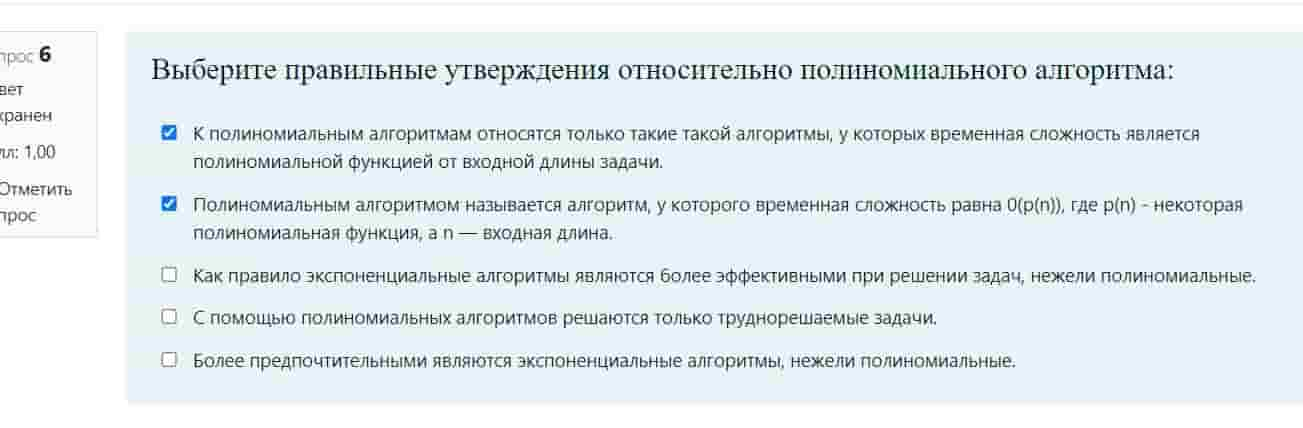 прос 6
вет
хранен
лл: 1,00
Отметить
прос
Выберите правильные утверждения относительно полиномиального алгоритма:
К полиномиальным алгоритмам относятся только такие такой алгоритмы, у которых временная сложность является
полиномиальной функцией от входной длины задачи.
Полиномиальным алгоритмом называется алгоритм, у которого временная сложность равна 0(p(n)), где p(n) - некоторая
полиномиальная функция, а n — входная длина.
Как правило экспоненциальные алгоритмы являются более эффективными при решении задач, нежели полиномиальные.
С помощью полиномиальных алгоритмов решаются только труднорешаемые задачи.
Более предпочтительными являются экспоненциальные алгоритмы, нежели полиномиальные.